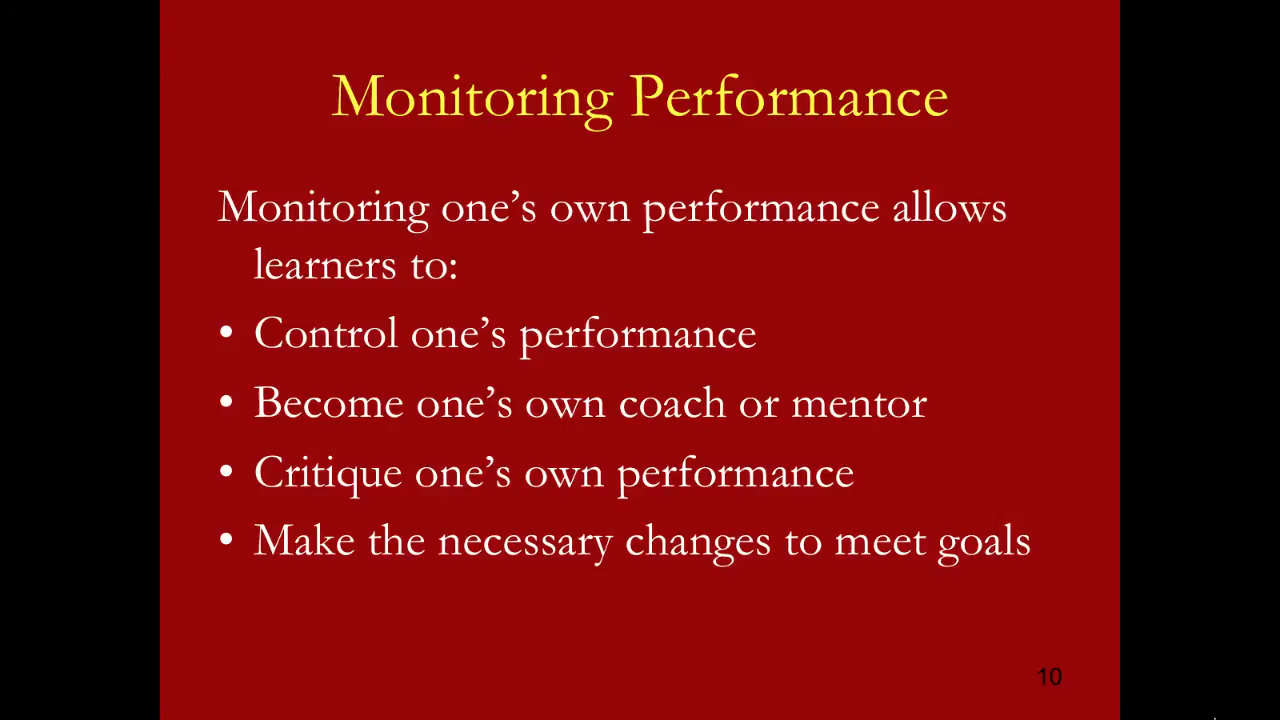 Monitoring Performance
Monitoring one’s own performance allows
learners to:
• Control one’s performance
• Become one’s own coach or mentor
• Critique one’s own performance
• Make the necessary changes to meet goals
10